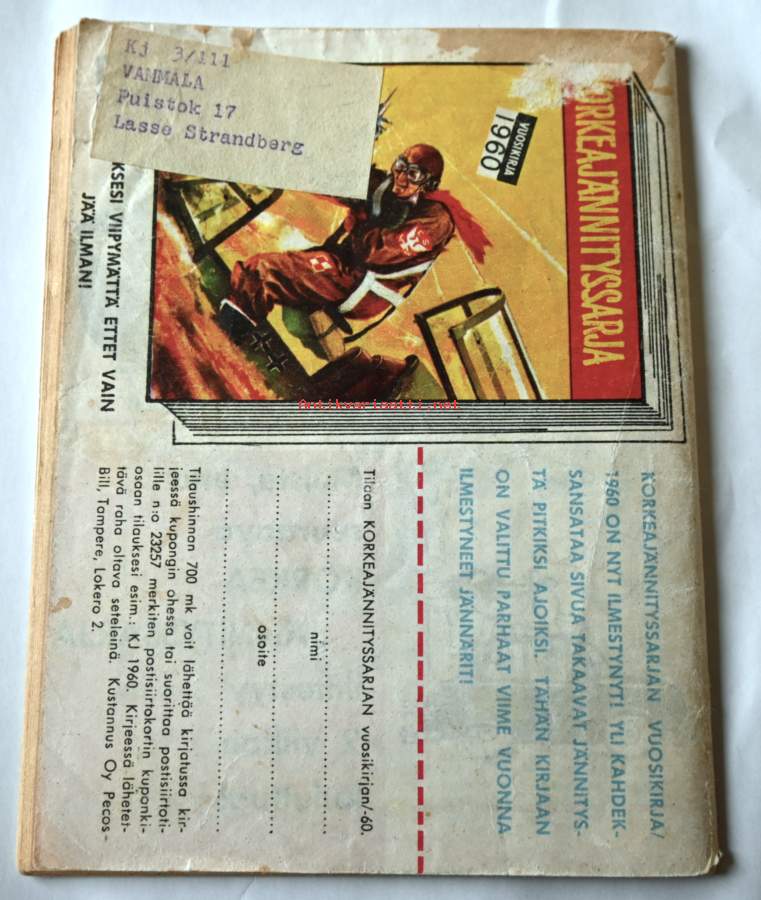 Kj 3/111
VAMMALA
Puistok 17
Lasse Strandberg
KORKEAJÄNNITYSSARJA
VUOSIKIRJA
1960
VIIPYMÄTTÄ ETTET VAIN
JÄÄ ILMAN!
KORKEAJÄNNITYSSARJAN VUOSIKIRJA/
1960 ON NYT ILMESTYNYT! YLI KAHDEK-
SANSATAA SIVUA TAKAAVAT JÄNNITYS-
TÄ PITKIKSI AJOIKSI. TÄHÄN KIRJAAN
ON VALITTU PARHAAT VIIME VUONNA
ILMESTYNEET JÄNNÄRIT!
Tilaan KORKEAJÄNNITYSSARJAN vuosikirjan/-60.
nimi
osoite
Tilaushinnan 700 mk voit lähettää kirjatussa kir-
jeessä kupongin ohessa tai suorittaa postisiirtoti-
lille n:o 23257 merkiten postisiirtokortin kuponki-
osaan tilauksesi esim.: KJ 1960. Kirjeessä lähetet-
tävä raha oltava seteleinä. Kustannus Oy Pecos-
Bill, Tampere, Lokero 2.
Antikvariaatti.net